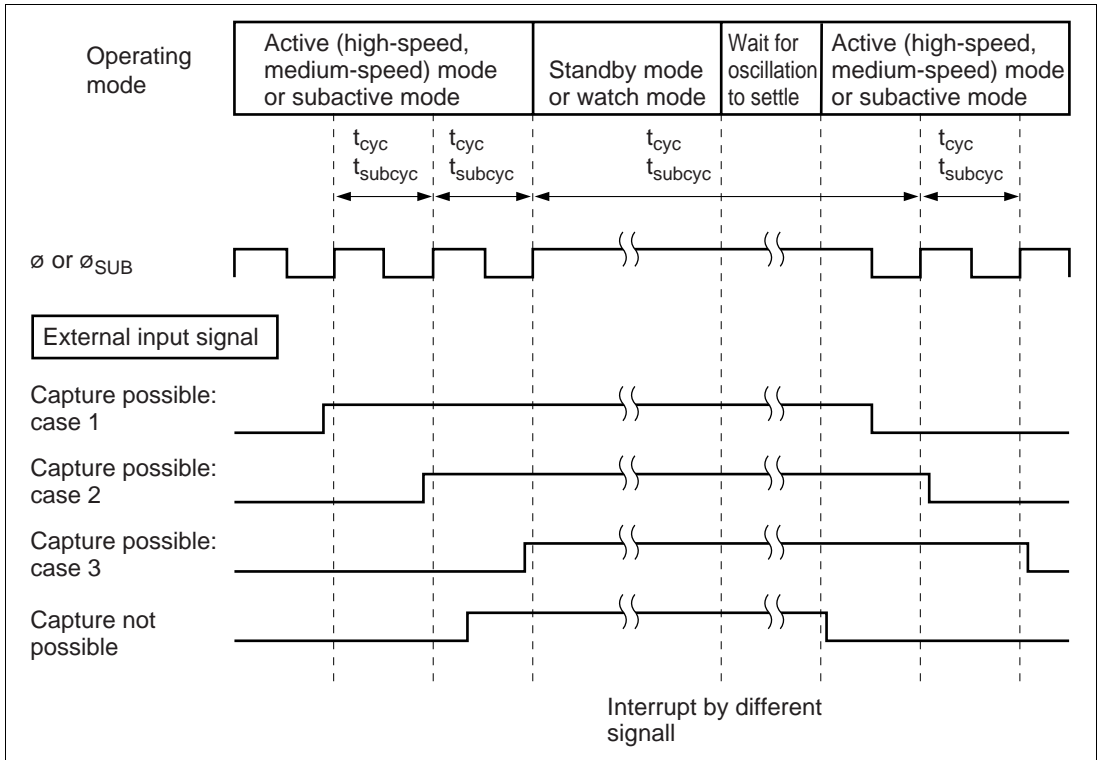 Operating
mode
Active (high-speed,
medium-speed) mode
or subactive mode
Standby mode
or watch mode
Wait for
oscillation
to settle
Active (high-speed,
medium-speed) mode
or subactive mode
tcyc
tsubcyc
tcyc
tsubcyc
tcyc
tsubcyc
tcyc
tsubcyc
ø or øSUB
External input signal
Capture possible:
case 1
Capture possible:
case 2
Capture possible:
case 3
Capture not
possible
Interrupt by different
signall